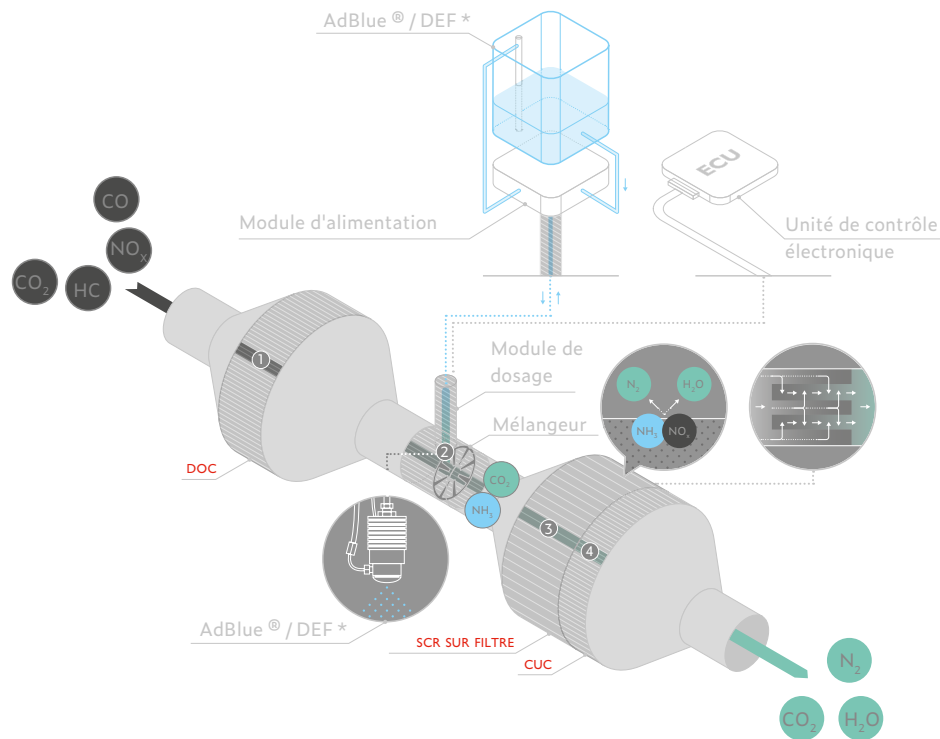 AdBlue ® / DEF *
ECU
CO
Module d'alimentation
Unité de contrôle
électronique
NOx
CO2
HC
1
Module de
dosage
N2
H2O
Mélangeur
NH3
NOx
2
DOC
CO2
NH3
3
4
AdBlue ® / DEF *
SCR SUR FILTRE
CUC
N2
CO2
H2O